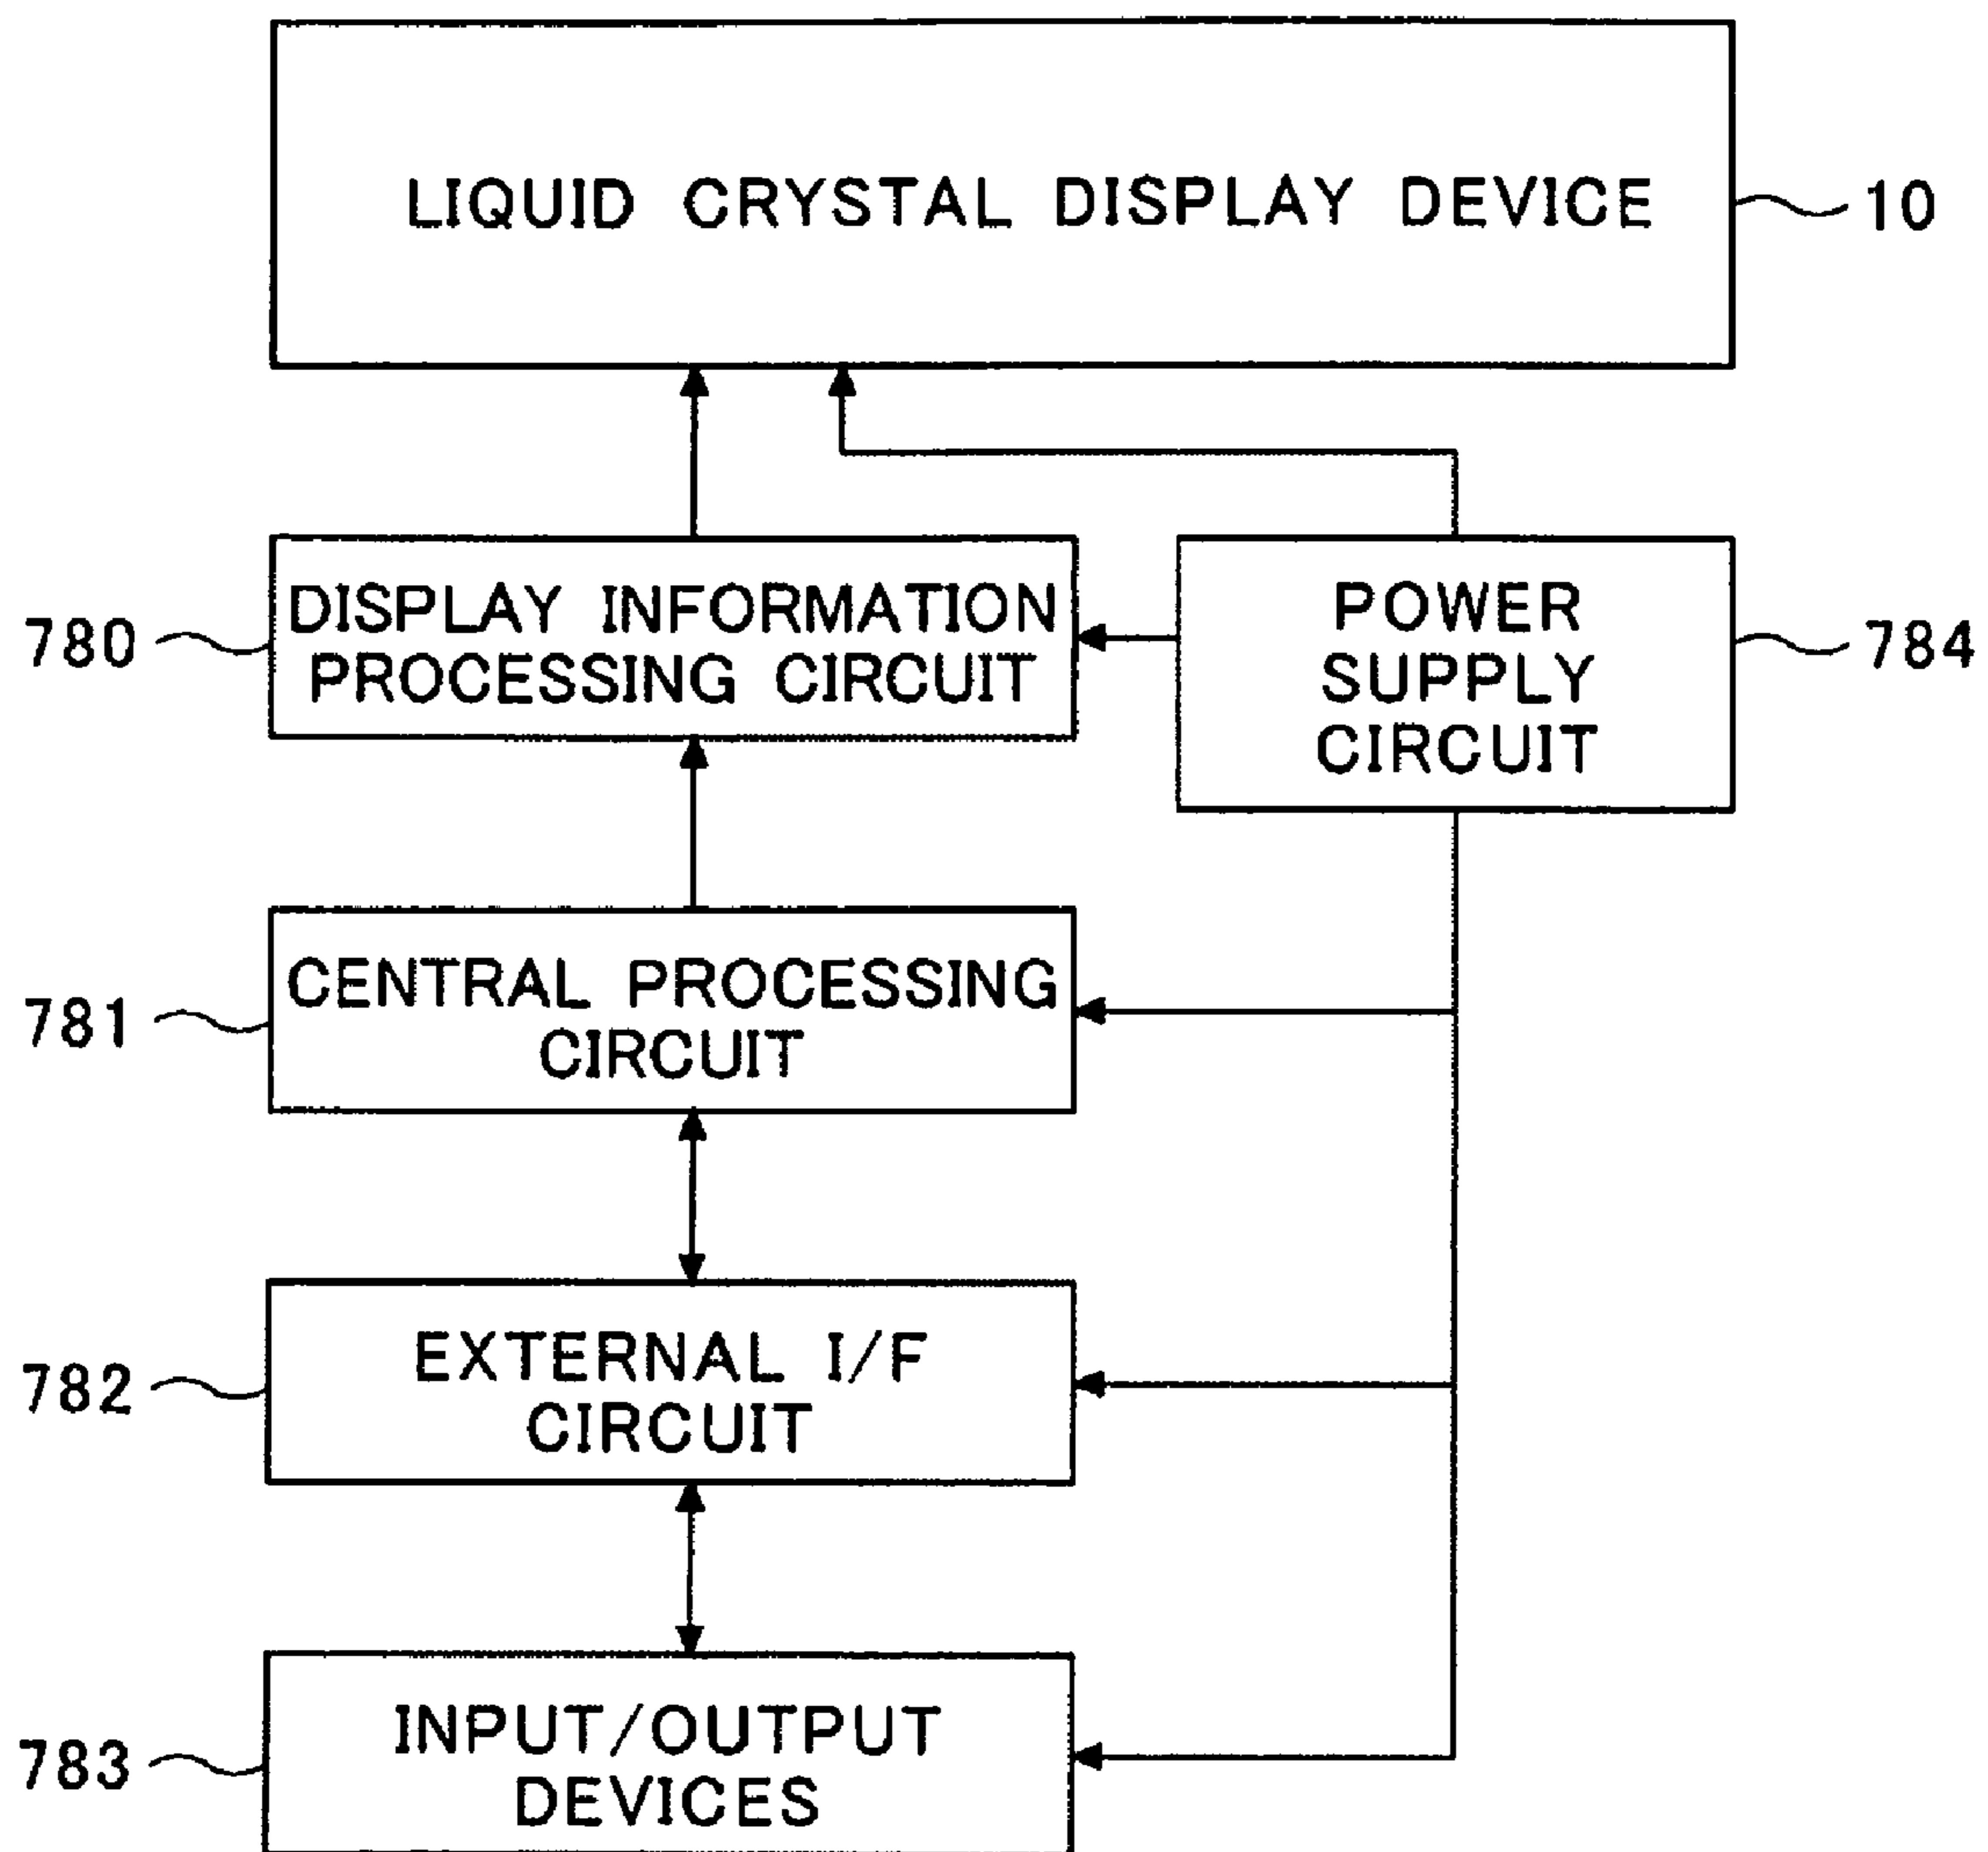 LIQUID CRYSTAL DISPLAY DEVICE
10
780
DISPLAY INFORMATION
PROCESSING CIRCUIT
POWER
SUPPLY
CIRCUIT
784
781
CENTRAL PROCESSING
CIRCUIT
782
EXTERNAL I/F
CIRCUIT
783
INPUT/OUTPUT
DEVICES